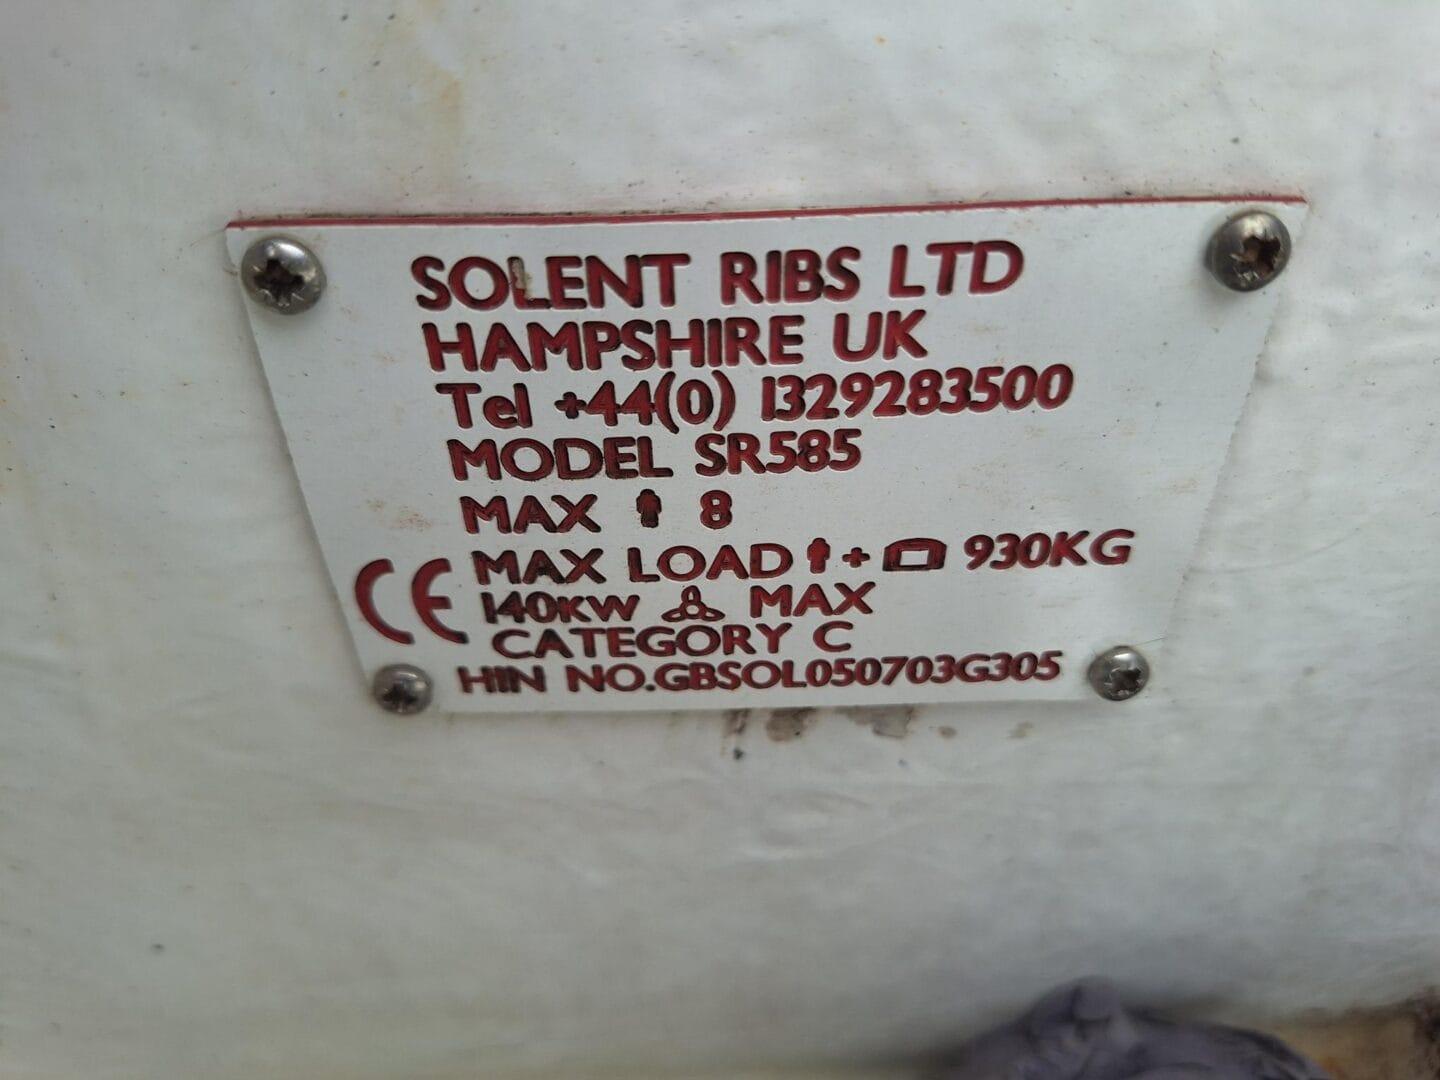 SOLENT RIBS LTD
HAMPSHIRE UK
Tel +44(0) 1329283500
MODEL SR585
MAX 8
MAX LOAD + 930KG
CE 140KW MAX
CATEGORY C
HIN NO.GBSOL050703G305